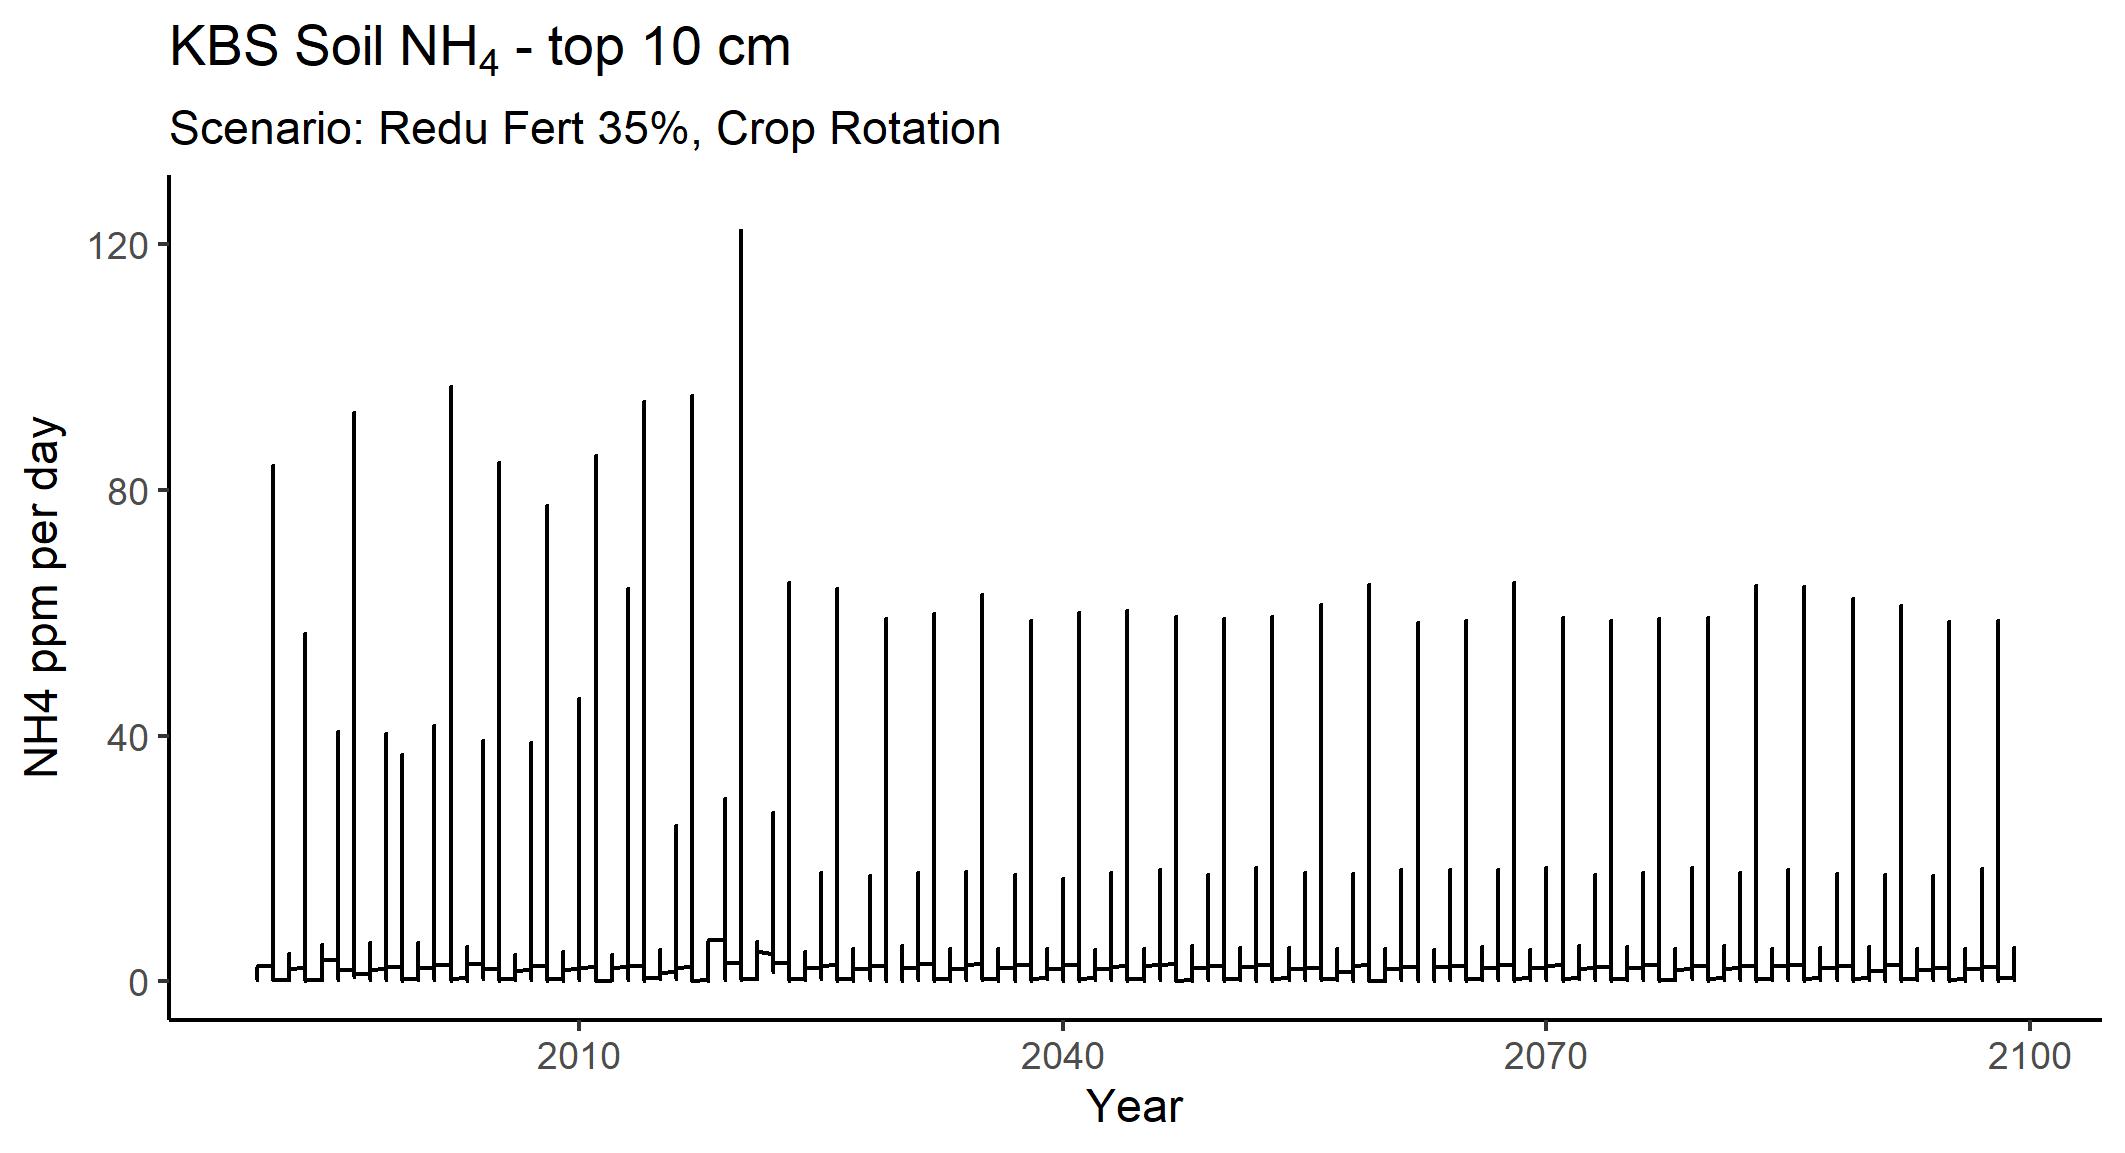 KBS Soil NH₄ - top 10 cm
Scenario: Redu Fert 35%, Crop Rotation
NH4 ppm per day
120
80
40
0
2010 2040 2070 2100
Year